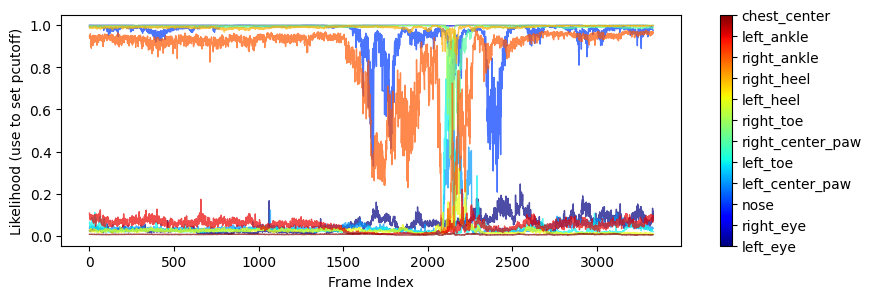 Likelihood (use to set pcutoff)
1.0
0.8
0.6
0.4
0.2
0.0
0
500
1000
1500
2000
2500
3000
Frame Index
chest_center
left_ankle
right_ankle
right_heel
left_heel
right_toe
right_center_paw
left_toe
left_center_paw
nose
right_eye
left_eye